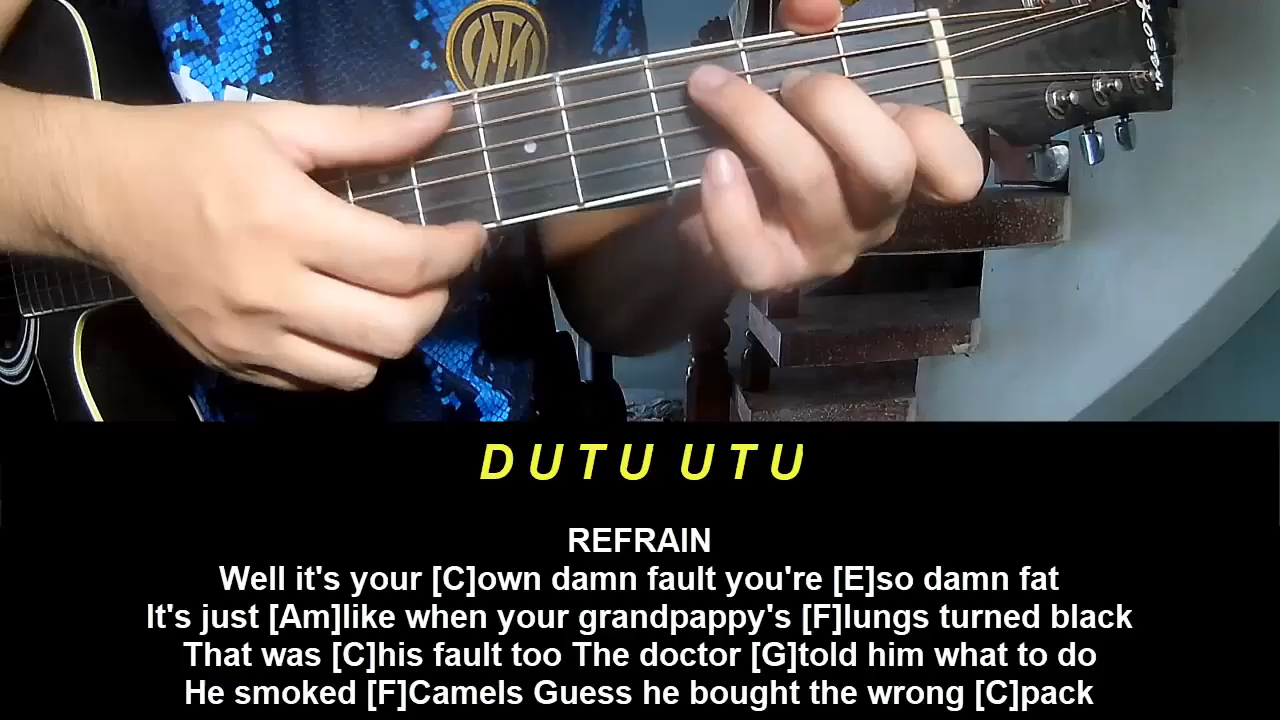 D U T U U T U
REFRAIN
Well it's your [C]own damn fault you're [E]so damn fat
It's just [Am]like when your grandpappy's [F]lungs turned black
That was [C]his fault too The doctor [G]told him what to do
He smoked [F]Camels Guess he bought the wrong [C]pack